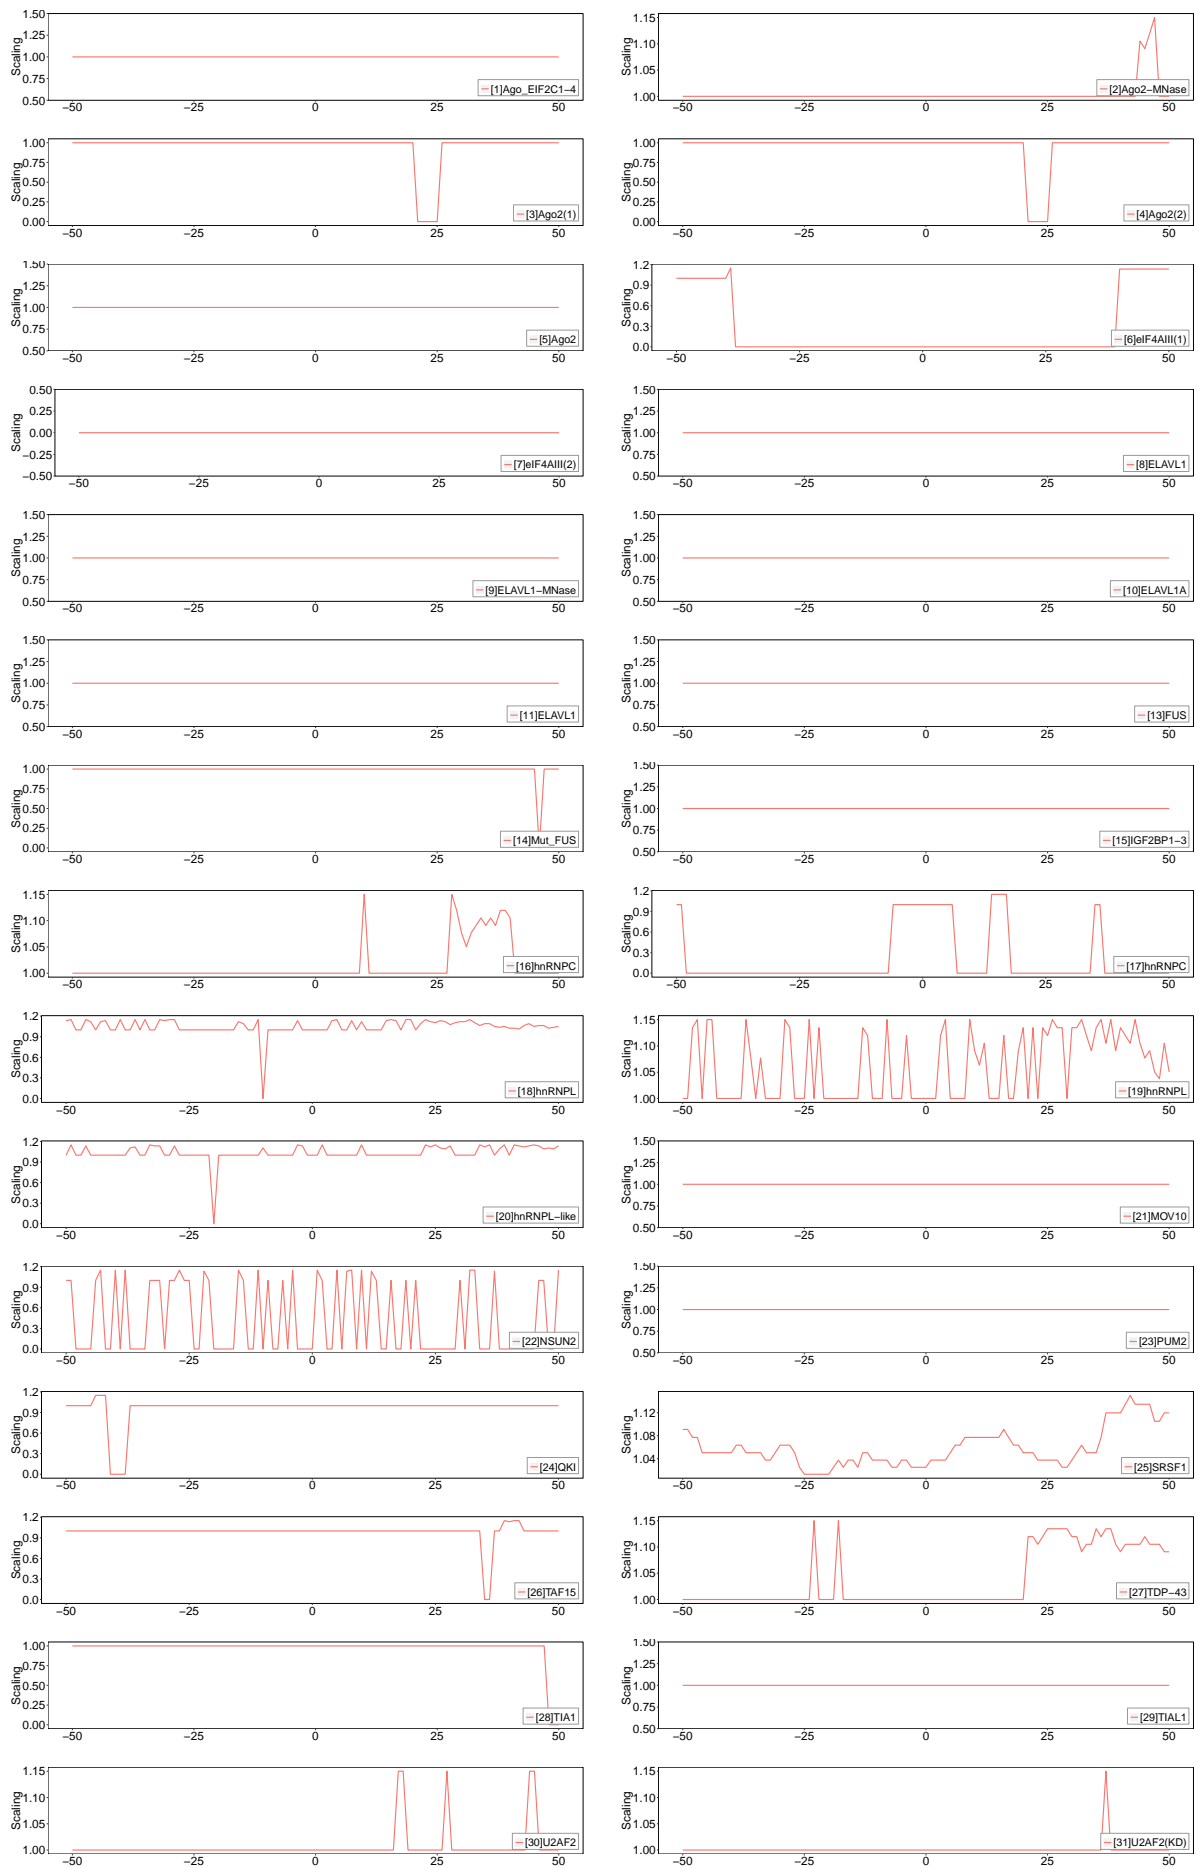 Scaling
1.50
1.25
1.00
0.75
0.50
[1]Ago_EIF2C1−4
−50 −25 0 25 50
Scaling
1.15
1.10
1.05
1.00
[2]Ago2−MNase
−50 −25 0 25 50
Scaling
1.00
0.75
0.50
0.25
0.00
[3]Ago2(1)
−50 −25 0 25 50
Scaling
1.00
0.75
0.50
0.25
0.00
[4]Ago2(2)
−50 −25 0 25 50
Scaling
1.50
1.25
1.00
0.75
0.50
[5]Ago2
−50 −25 0 25 50
Scaling
1.2
0.9
0.6
0.3
0.0
[6]eIF4AIII(1)
−50 −25 0 25 50
Scaling
0.50
0.25
0.00
−0.25
−0.50
[7]eIF4AIII(2)
−50 −25 0 25 50
Scaling
1.50
1.25
1.00
0.75
0.50
[8]ELAVL1
−50 −25 0 25 50
Scaling
1.50
1.25
1.00
0.75
0.50
[9]ELAVL1−MNase
−50 −25 0 25 50
Scaling
1.50
1.25
1.00
0.75
0.50
[10]ELAVL1A
−50 −25 0 25 50
Scaling
1.50
1.25
1.00
0.75
0.50
[11]ELAVL1
−50 −25 0 25 50
Scaling
1.50
1.25
1.00
0.75
0.50
[13]FUS
−50 −25 0 25 50
Scaling
1.00
0.75
0.50
0.25
0.00
[14]Mut_FUS
−50 −25 0 25 50
Scaling
1.50
1.25
1.00
0.75
0.50
[15]IGF2BP1−3
−50 −25 0 25 50
Scaling
1.15
1.10
1.05
1.00
[16]hnRNPC
−50 −25 0 25 50
Scaling
1.2
0.9
0.6
0.3
0.0
[17]hnRNPC
−50 −25 0 25 50
Scaling
1.2
0.9
0.6
0.3
0.0
[18]hnRNPL
−50 −25 0 25 50
Scaling
1.15
1.10
1.05
1.00
[19]hnRNPL
−50 −25 0 25 50
Scaling
1.2
0.9
0.6
0.3
0.0
[20]hnRNPL−like
−50 −25 0 25 50
Scaling
1.50
1.25
1.00
0.75
0.50
[21]MOV10
−50 −25 0 25 50
Scaling
1.2
0.9
0.6
0.3
0.0
[22]NSUN2
−50 −25 0 25 50
Scaling
1.50
1.25
1.00
0.75
0.50
[23]PUM2
−50 −25 0 25 50
Scaling
1.2
0.9
0.6
0.3
0.0
[24]QKI
−50 −25 0 25 50
Scaling
1.12
1.08
1.04
[25]SRSF1
−50 −25 0 25 50
Scaling
1.2
0.9
0.6
0.3
0.0
[26]TAF15
−50 −25 0 25 50
Scaling
1.15
1.10
1.05
1.00
[27]TDP−43
−50 −25 0 25 50
Scaling
1.00
0.75
0.50
0.25
0.00
[28]TIA1
−50 −25 0 25 50
Scaling
1.50
1.25
1.00
0.75
0.50
[29]TIAL1
−50 −25 0 25 50
Scaling
1.15
1.10
1.05
1.00
[30]U2AF2
−50 −25 0 25 50
Scaling
1.15
1.10
1.05
1.00
[31]U2AF2(KD)
−50 −25 0 25 50